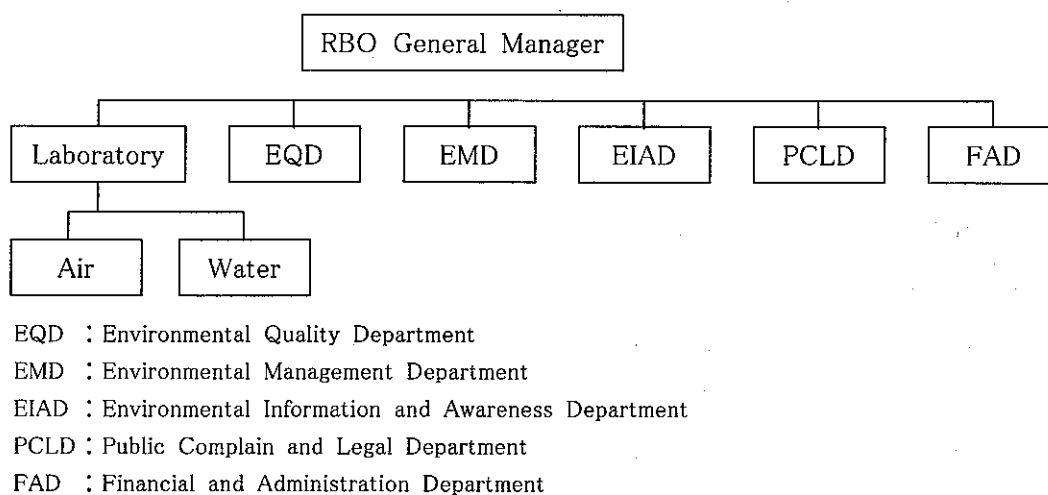 RBO General Manager
Laboratory EQD EMD EIAD PCLD FAD
Air Water
EQD : Environmental Quality Department
EMD : Environmental Management Department
EIAD : Environmental Information and Awareness Department
PCLD : Public Complain and Legal Department
FAD : Financial and Administration Department